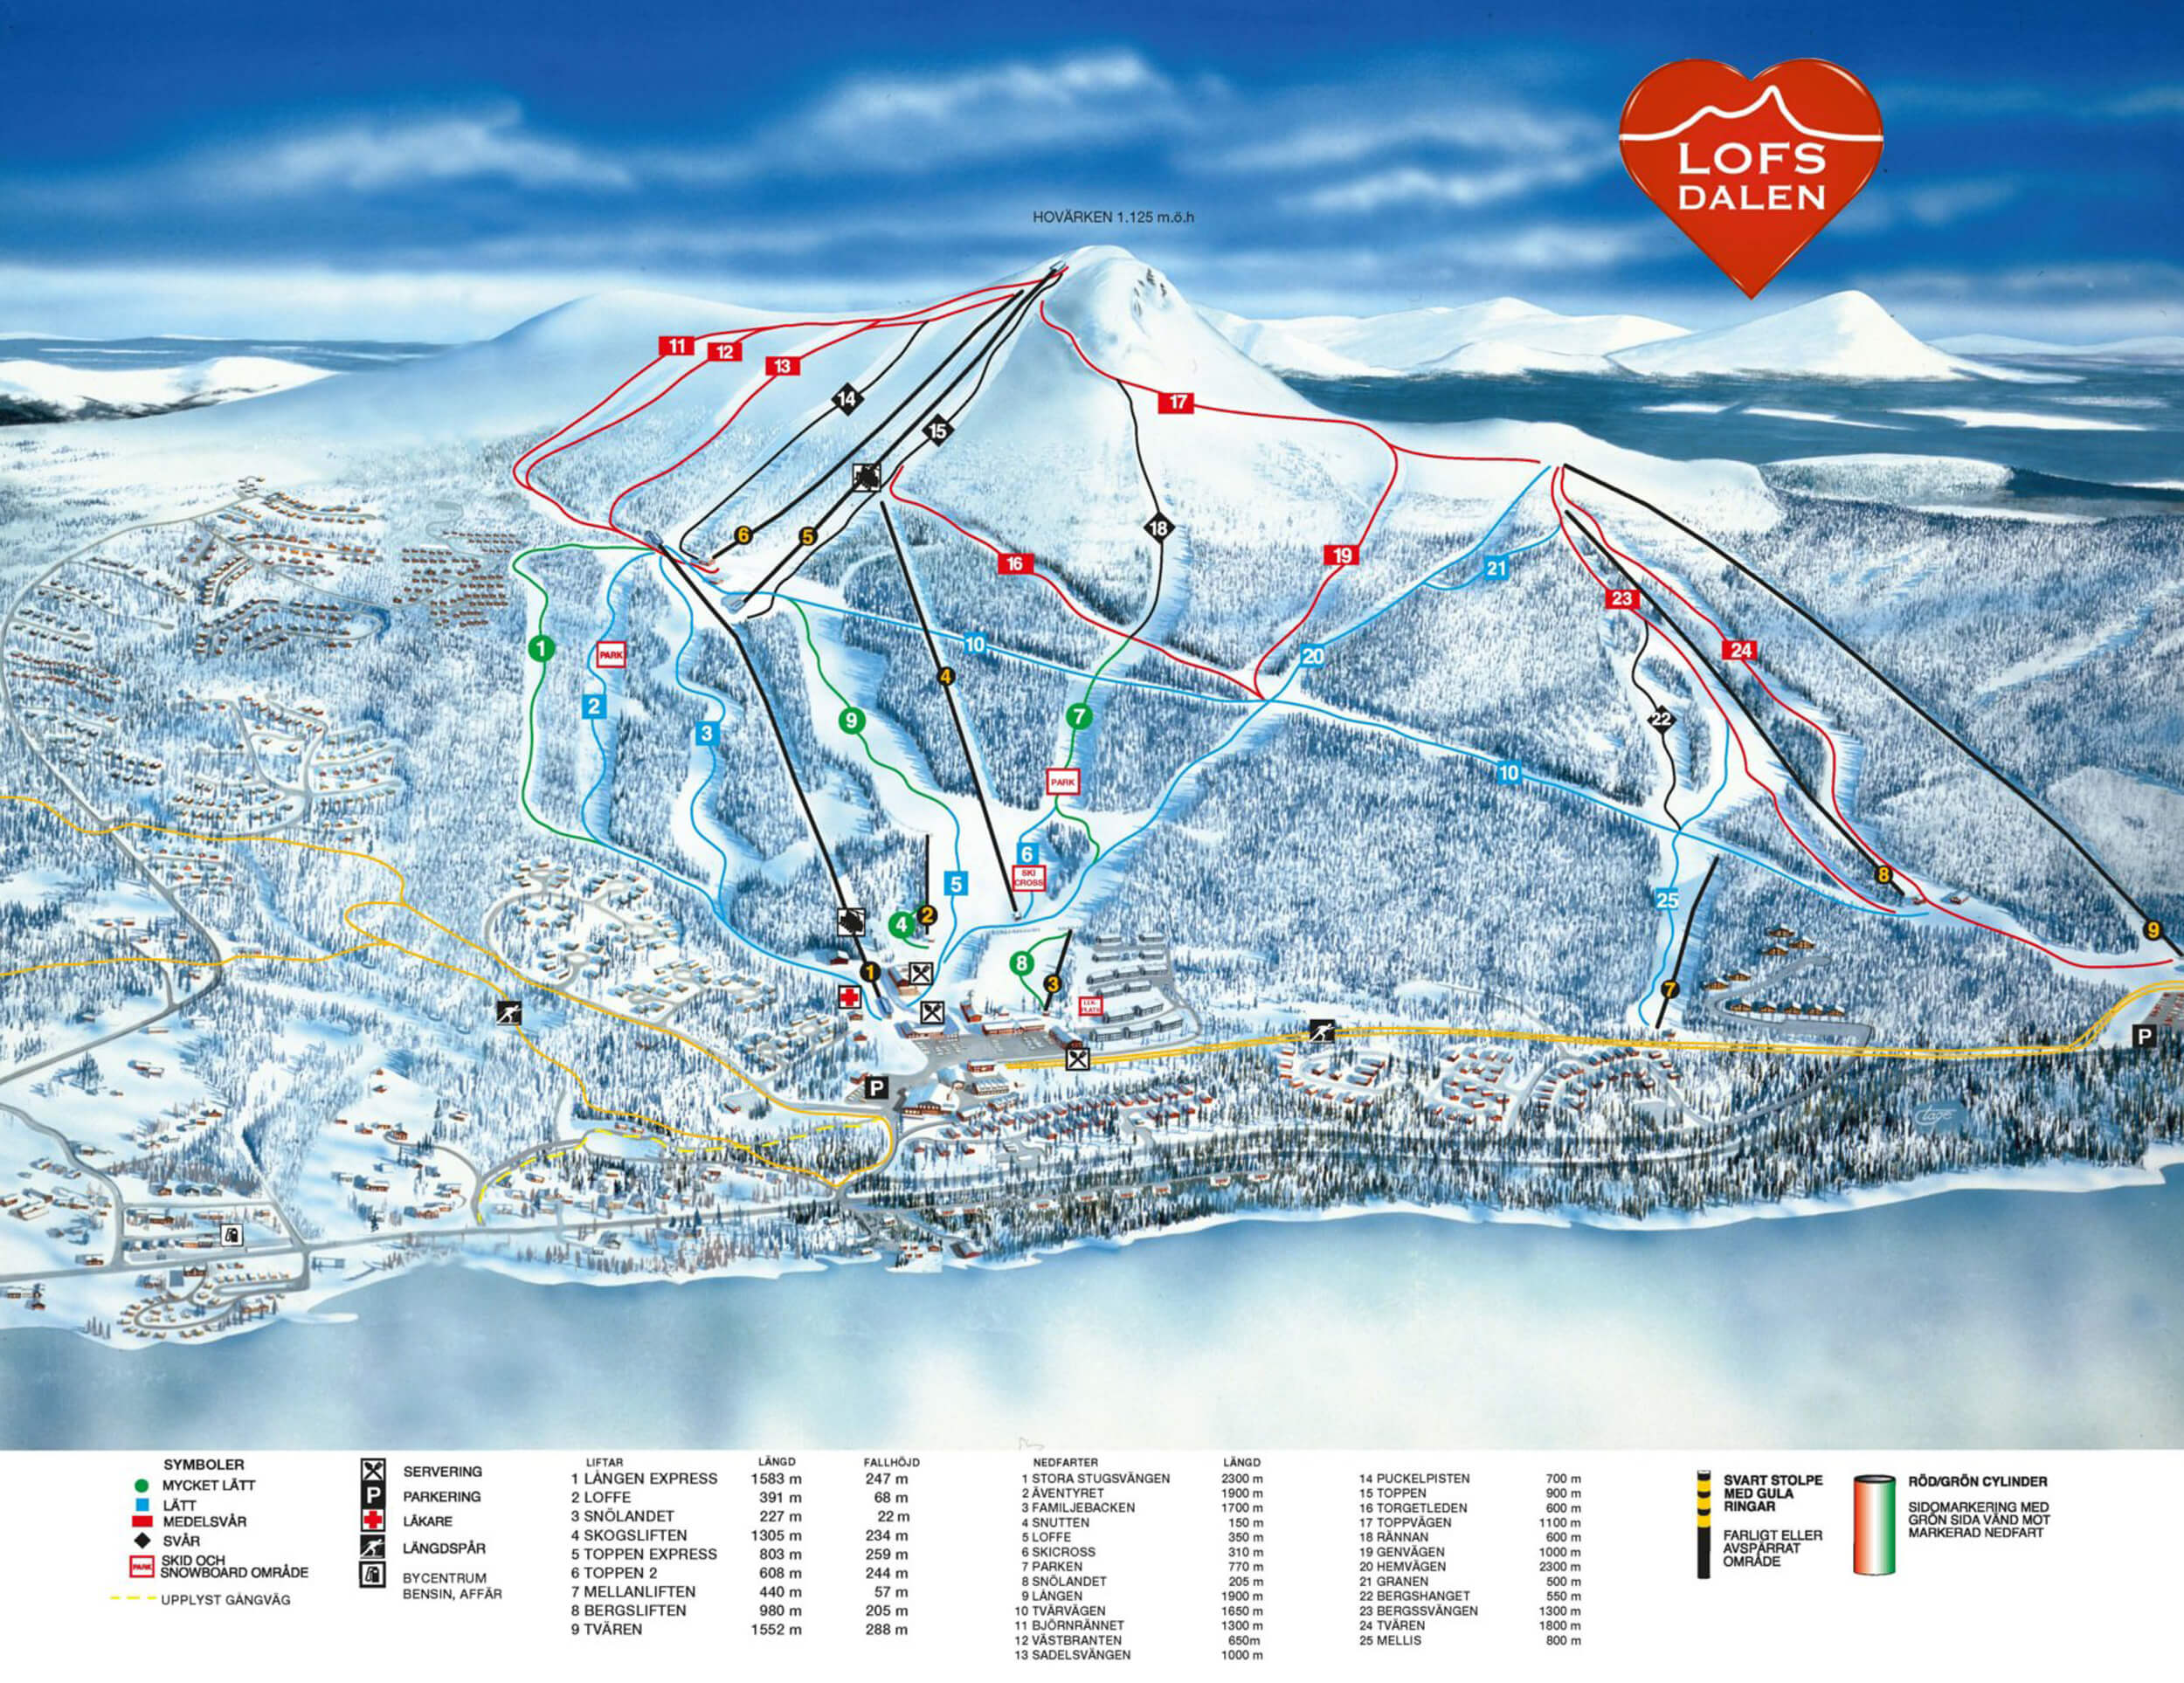 LOFS
DALEN
HOVÄRKEN 1.125 m.ö.h
11
12
13
14
15
17
18
6
5
16
19
21
23
24
1
PARK
2
3
9
10
4
7
PARK
20
22
10
6
SKI
CROSS
5
4
2
8
25
9
8
3
1
7
P
P
SYMBOLER
MYCKET LÄTT
LÄTT
MEDELSVÅR
SVÅR
PARK
SKID OCH
SNOWBOARD OMRÅDE
UPPLYST GÅNGVÄG
SERVERING
P PARKERING
LÄKARE
LÄNGDSPÅR
BYCENTRUM
BENSIN, AFFÄR
LIFTAR LÄNGD FALLHÖJD
1 LÅNGEN EXPRESS 1583 m 247 m
2 LOFFE 391 m 68 m
3 SNÖLANDET 227 m 22 m
4 SKOGSLIFTEN 1305 m 234 m
5 TOPPEN EXPRESS 803 m 259 m
6 TOPPEN 2 608 m 244 m
7 MELLANLIFTEN 440 m 57 m
8 BERGSLIFTEN 980 m 205 m
9 TVÄREN 1552 m 288 m
NEDFARTER LÄNGD
1 STORA STUGSVÄNGEN 2300 m
2 ÄVENTYRET 1900 m
3 FAMILJEBACKEN 1700 m
4 SNUTTEN 150 m
5 LOFFE 350 m
6 SKICROSS 310 m
7 PARKEN 770 m
8 SNÖLANDET 205 m
9 LÅNGEN 1900 m
10 TVÄRVÄGEN 1650 m
11 BJÖRNRÄNNET 1300 m
12 VÄSTBRANTEN 650m
13 SADELSVÄNGEN 1000 m
14 PUCKELPISTEN 700 m
15 TOPPEN 900 m
16 TORGETLEDEN 600 m
17 TOPPVÄGEN 1100 m
18 RÄNNAN 600 m
19 GENVÄGEN 1000 m
20 HEMVÄGEN 2300 m
21 GRANEN 500 m
22 BERGSHANGET 550 m
23 BERGSSVÄNGEN 1300 m
24 TVÄREN 1800 m
25 MELLIS 800 m
SVART STOLPE
MED GULA
RINGAR
FARLIGT ELLER
AVSPÄRRAT
OMRÅDE
RÖD/GRÖN CYLINDER
SIDOMARKERING MED
GRÖN SIDA VÄND MOT
MARKERAD NEDFART